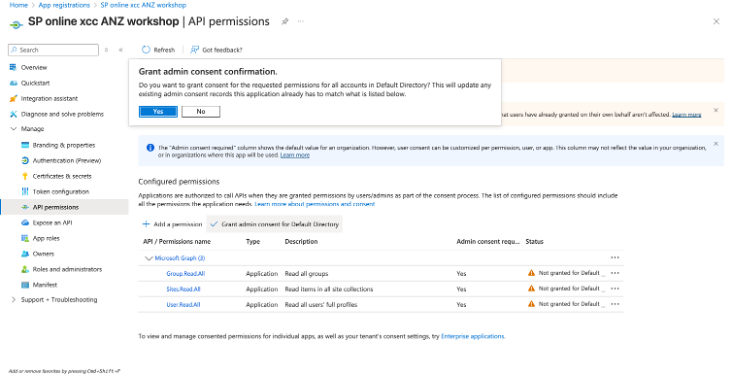 Home > App registrations > SP online xcc ANZ workshop
SP online xcc ANZ workshop | API permissions
Search
Refresh
Got feedback?
Overview
Quickstart
Integration assistant
Diagnose and solve problems
Manage
Branding & properties
Authentication (Preview)
Certificates & secrets
Token configuration
API permissions
Expose an API
App roles
Owners
Roles and administrators
Manifest
Support + Troubleshooting
Grant admin consent confirmation.
Do you want to grant consent for the requested permissions for all accounts in Default Directory? This will update any
existing admin consent records this application already has to match what is listed below.
Yes
No
at users have already granted on their own behalf aren't affected. Learn more
The "Admin consent required" column shows the default value for an organization. However, user consent can be customized per permission, user, or app. This column may not reflect the value in your organization,
or in organizations where this app will be used. Learn more
Configured permissions
Applications are authorized to call APIs when they are granted permissions by users/admins as part of the consent process. The list of configured permissions should include
all the permissions the application needs. Learn more about permissions and consent
Add a permission
Grant admin consent for Default Directory
API / Permissions name Type Description Admin consent requ... Status
Microsoft Graph (3)
Group.Read.All Application Read all groups Yes Not granted for Default ...
Sites.Read.All Application Read items in all site collections Yes Not granted for Default ...
User.Read.All Application Read all users' full profiles Yes Not granted for Default ...
To view and manage consented permissions for individual apps, as well as your tenant's consent settings, try Enterprise applications.
Add or remove favorites by pressing Cmd+Shift+F